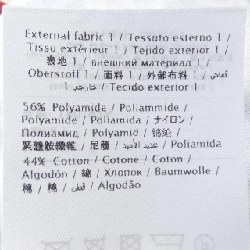 External fabric 1 / Tessuto esterno 1 /
Tissu extérieur 1 / Tejido exterior 1 /
表地 1 / внешний материал 1 /
Oberstoff 1 / 面料 1 / 外部布料 1
/ خارجي 1 / Tecido exterior 1
56% Polyamide / Poliammide /
Polyamide / Poliamida / ナイロン /
Полиамид / Polyamid / 锦纶 /
聚醯胺纖維 / Poliamida
44% Cotton / Cotone / Coton /
Algodón / 綿 / Хлопок / Baumwolle /
棉 / 棉 / قطن / Algodão